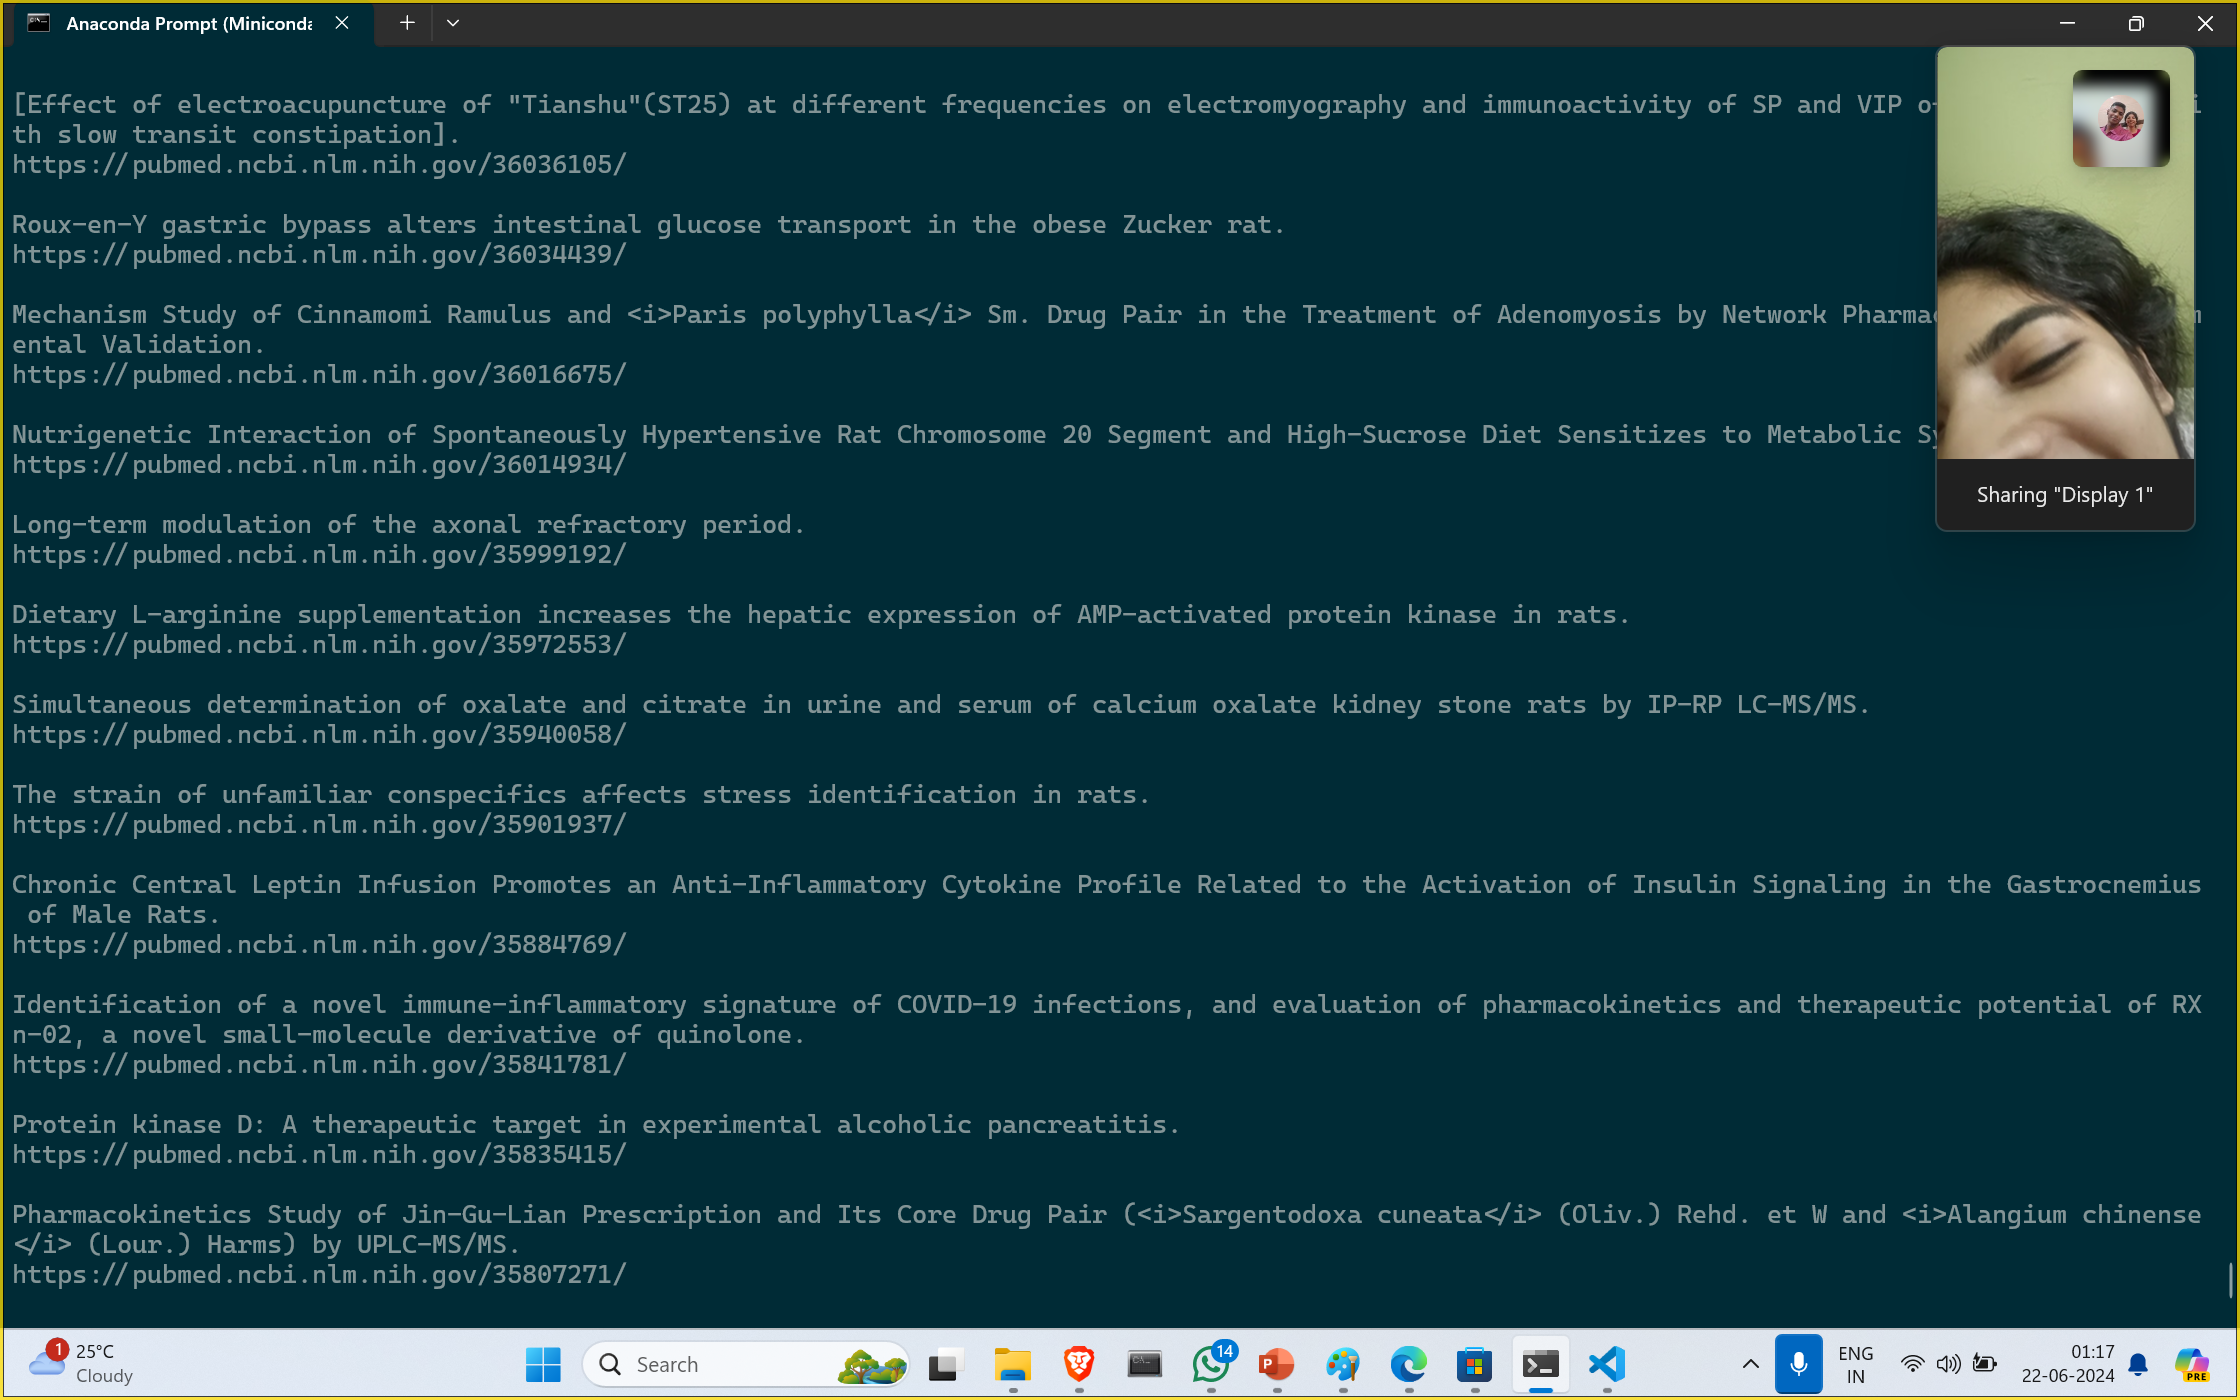 Anaconda Prompt (Miniconda
[Effect of electroacupuncture of "Tianshu"(ST25) at different frequencies on electromyography and immunoactivity of SP and VIP i
th slow transit constipation].
https://pubmed.ncbi.nlm.nih.gov/36036105/
Roux-en-Y gastric bypass alters intestinal glucose transport in the obese Zucker rat.
https://pubmed.ncbi.nlm.nih.gov/36034439/
Mechanism Study of Cinnamomi Ramulus and <i>Paris polyphylla</i> Sm. Drug Pair in the Treatment of Adenomyosis by Network Pharma m
ental Validation.
https://pubmed.ncbi.nlm.nih.gov/36016675/
Nutrigenetic Interaction of Spontaneously Hypertensive Rat Chromosome 20 Segment and High-Sucrose Diet Sensitizes to Metabolic Sy
https://pubmed.ncbi.nlm.nih.gov/36014934/
Long-term modulation of the axonal refractory period.
https://pubmed.ncbi.nlm.nih.gov/35999192/
Dietary L-arginine supplementation increases the hepatic expression of AMP-activated protein kinase in rats.
https://pubmed.ncbi.nlm.nih.gov/35972553/
Simultaneous determination of oxalate and citrate in urine and serum of calcium oxalate kidney stone rats by IP-RP LC-MS/MS.
https://pubmed.ncbi.nlm.nih.gov/35940058/
The strain of unfamiliar conspecifics affects stress identification in rats.
https://pubmed.ncbi.nlm.nih.gov/35901937/
Chronic Central Leptin Infusion Promotes an Anti-Inflammatory Cytokine Profile Related to the Activation of Insulin Signaling in the Gastrocnemius
of Male Rats.
https://pubmed.ncbi.nlm.nih.gov/35884769/
Identification of a novel immune-inflammatory signature of COVID-19 infections, and evaluation of pharmacokinetics and therapeutic potential of RX
n-02, a novel small-molecule derivative of quinolone.
https://pubmed.ncbi.nlm.nih.gov/35841781/
Protein kinase D: A therapeutic target in experimental alcoholic pancreatitis.
https://pubmed.ncbi.nlm.nih.gov/35835415/
Pharmacokinetics Study of Jin-Gu-Lian Prescription and Its Core Drug Pair (<i>Sargentodoxa cuneata</i> (Oliv.) Rehd. et W and <i>Alangium chinense
</i> (Lour.) Harms) by UPLC-MS/MS.
https://pubmed.ncbi.nlm.nih.gov/35807271/
Sharing "Display 1"
1
25°C
Cloudy
Search
14
ENG
IN
01:17
22-06-2024
PRE